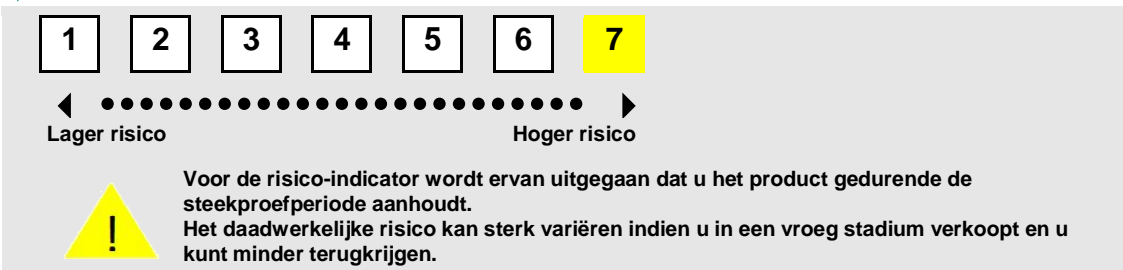 1 2 3 4 5 6 7
Lager risico Hoger risico
Voor de risico-indicator wordt ervan uitgegaan dat u het product gedurende de
steekproefperiode aanhoudt.
Het daadwerkelijke risico kan sterk variëren indien u in een vroeg stadium verkoopt en u
! kunt minder terugkrijgen.